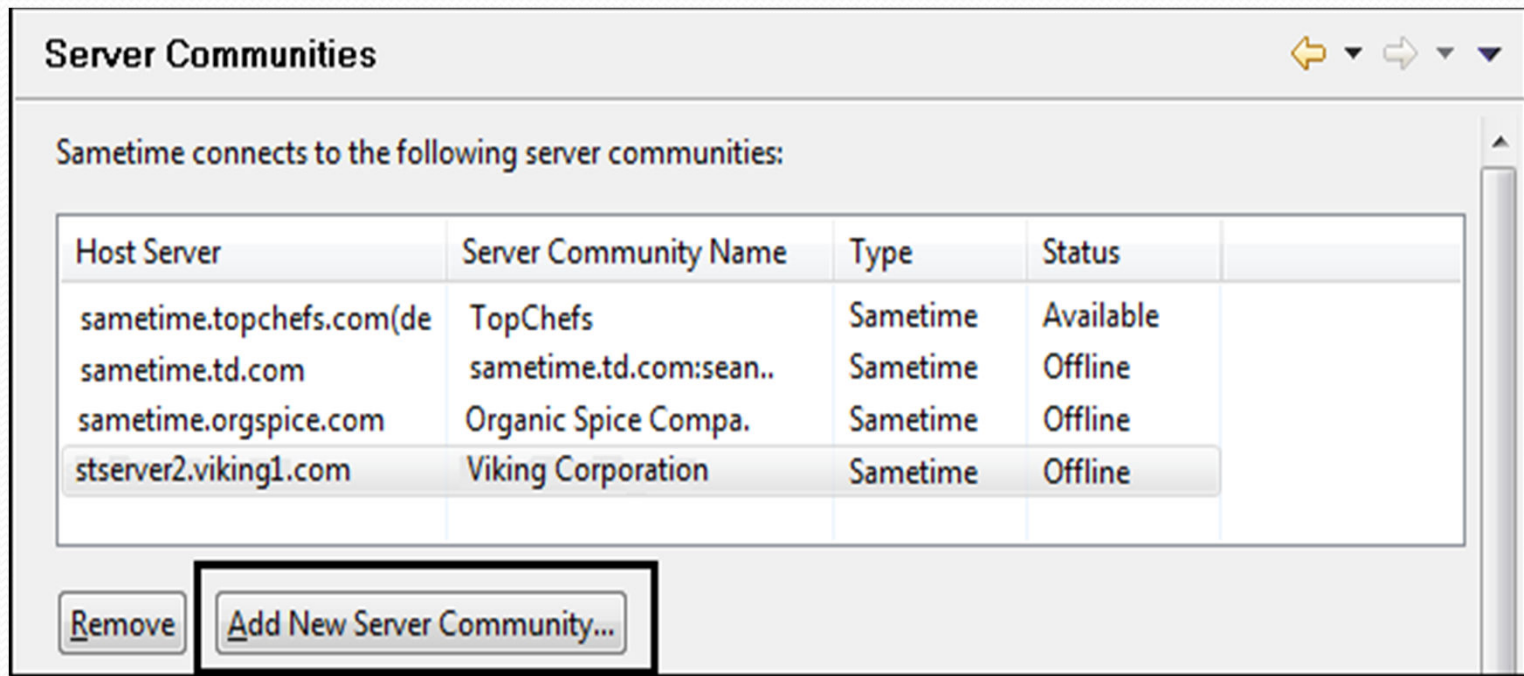 Server Communities
Sametime connects to the following server communities:
Host Server Server Community Name Type Status
sametime.topchefs.com(de TopChefs Sametime Available
sametime.td.com sametime.td.com:sean.. Sametime Offline
sametime.orgspice.com Organic Spice Compa. Sametime Offline
stserver2.viking1.com Viking Corporation Sametime Offline
Remove Add New Server Community...